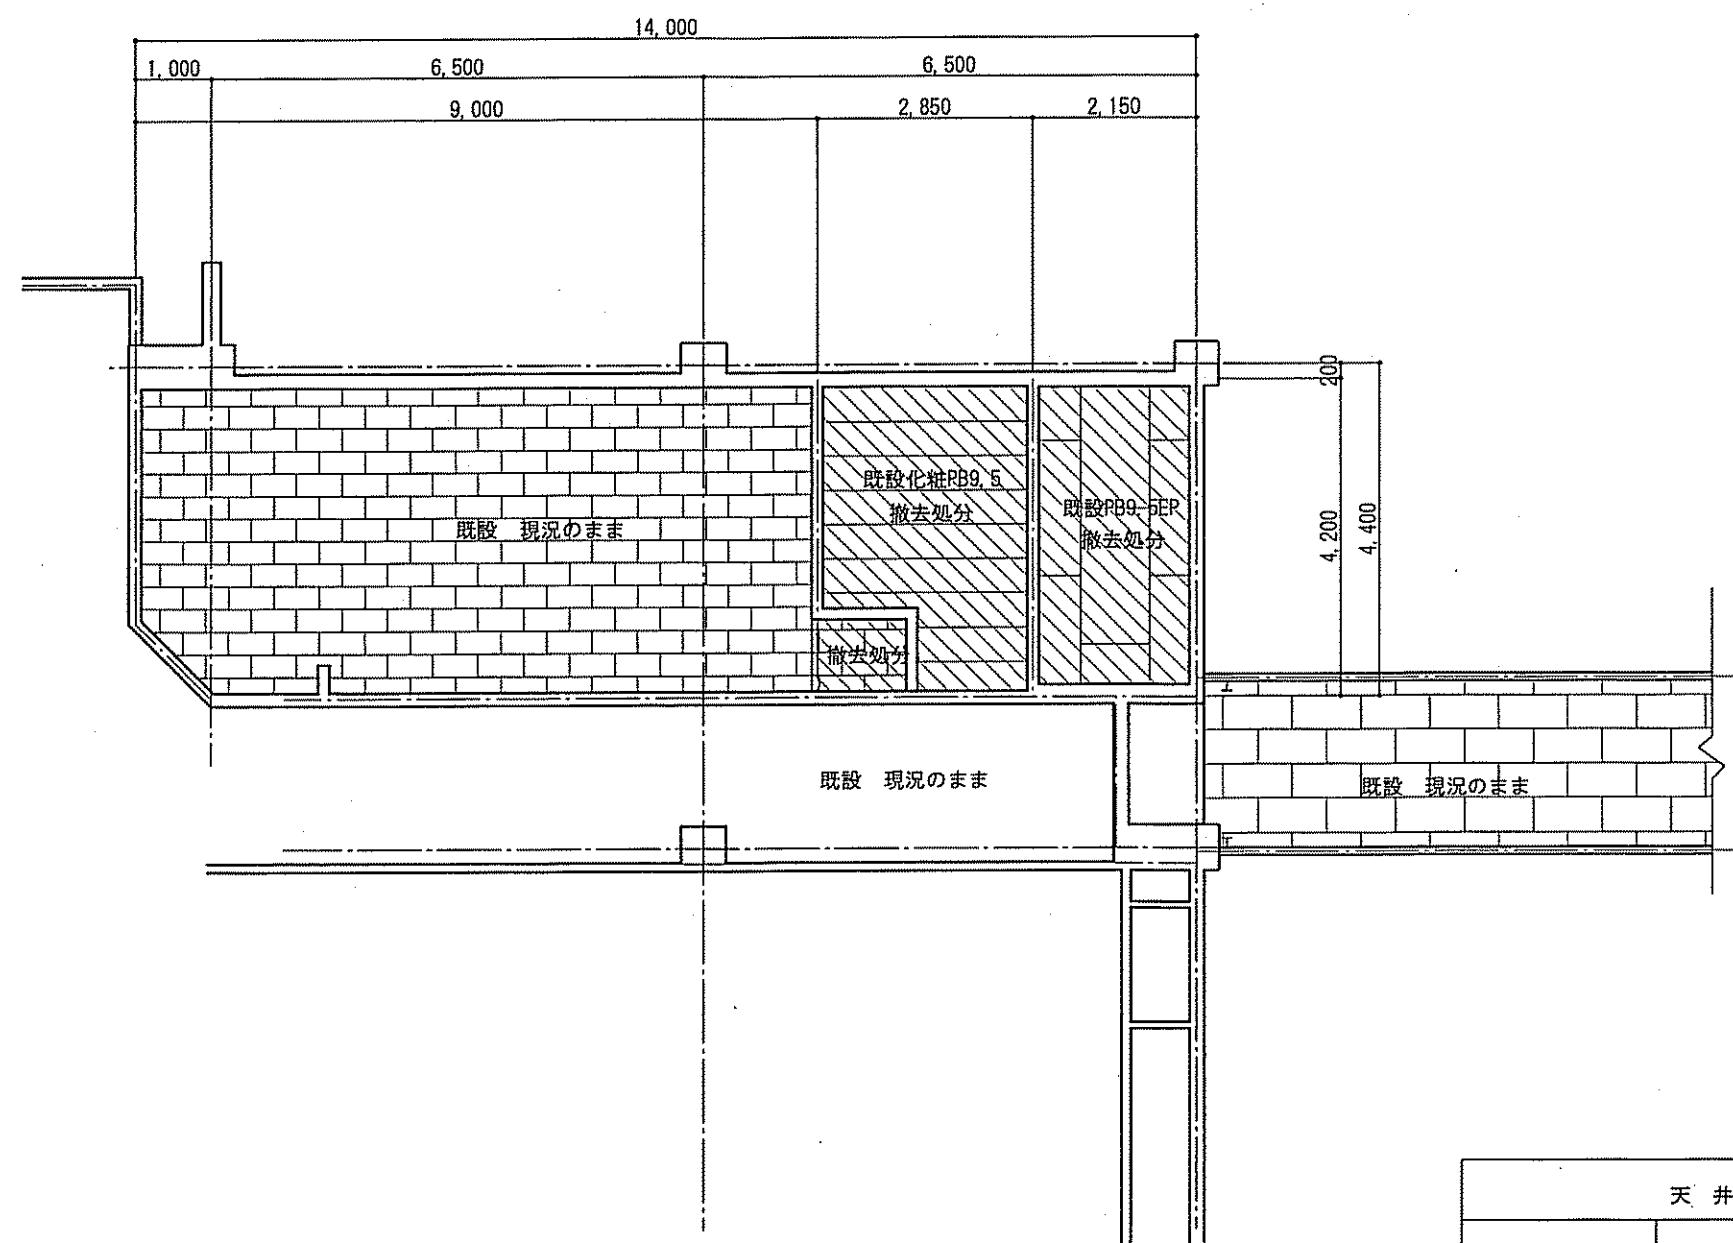 14,000
1,000
6,500
6,500
9,000
2,850
2,150
200
4,200
4,400
既設化粧PB9,5
撤去処分
既設PB9,5EP
撤去処分
既設 現況のまま
撤去処分
既設 現況のまま
既設 現況のまま
天 井